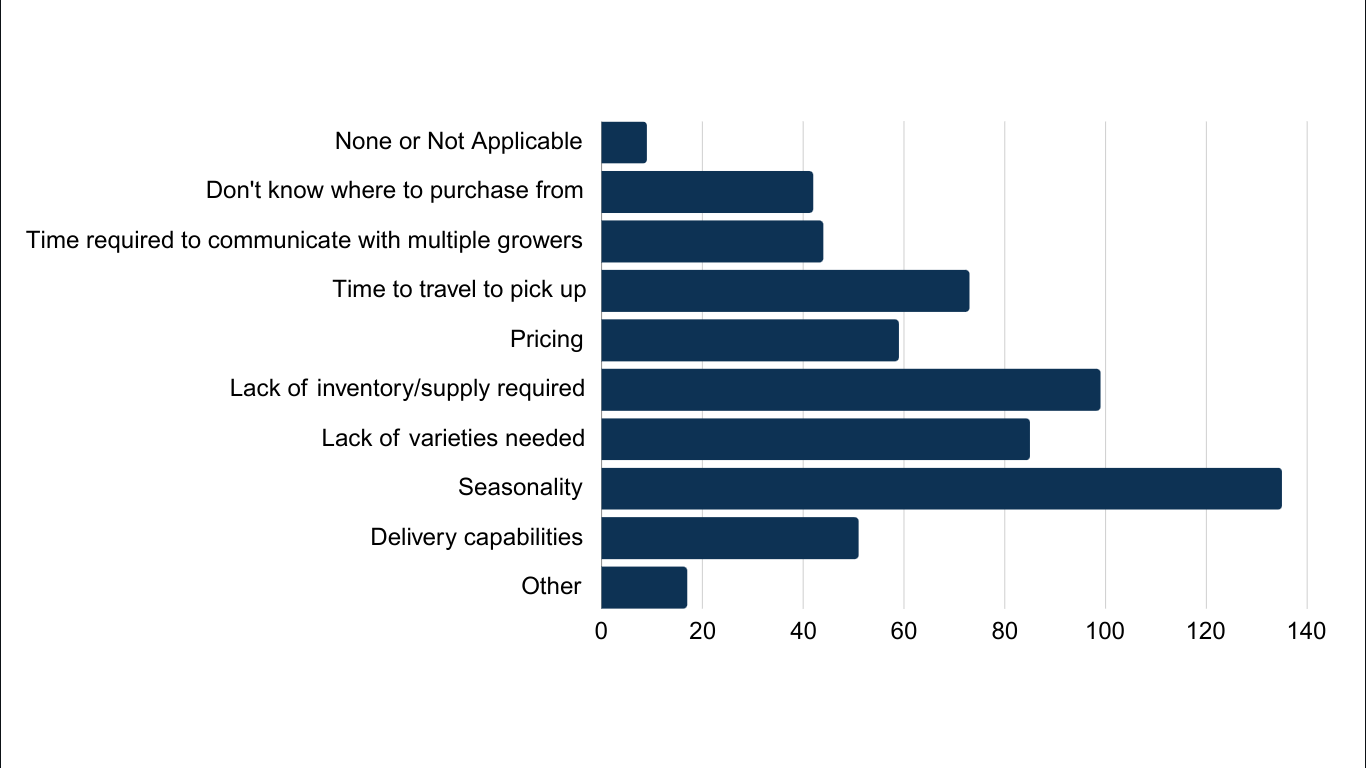 None or Not Applicable
Don't know where to purchase from
Time required to communicate with multiple growers
Time to travel to pick up
Pricing
Lack of inventory/supply required
Lack of varieties needed
Seasonality
Delivery capabilities
Other
0 20 40 60 80 100 120 140